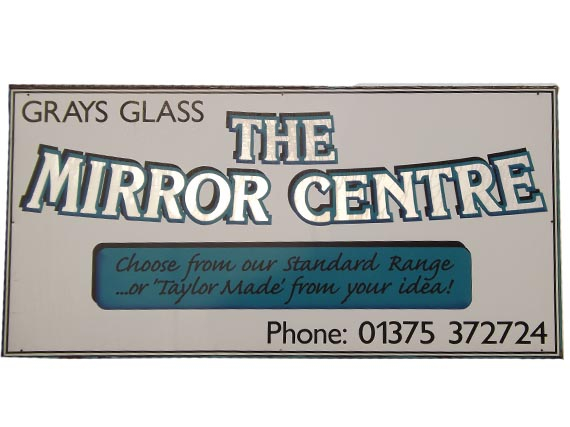 GRAYS GLASS
THE
MIRROR CENTRE
Choose from our Standard Range
...or 'Taylor Made' from your idea!
Phone: 01375 372724